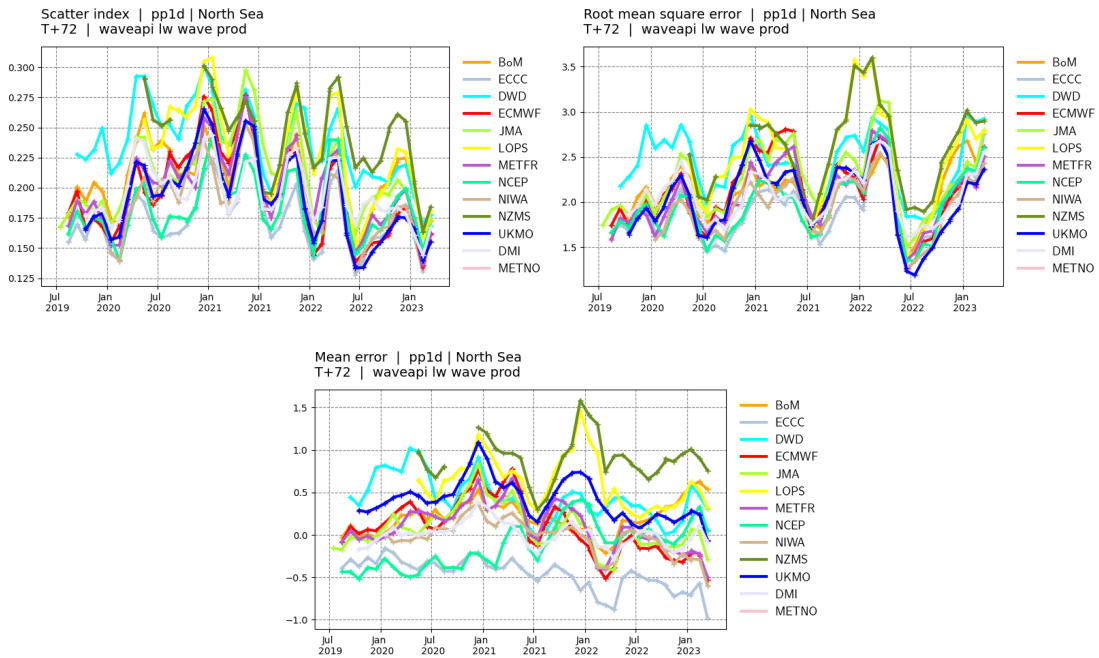 Scatter index | pp1d | North Sea
T+72 | waveapi lw wave prod
0.300
0.275
0.250
0.225
0.200
0.175
0.150
0.125
Jul 2019
Jan 2020
Jul 2020
Jan 2021
Jul 2021
Jan 2022
Jul 2022
Jan 2023
BoM
ECCC
DWD
ECMWF
JMA
LOPS
METFR
NCEP
NIWA
NZMS
UKMO
DMI
METNO
Root mean square error | pp1d | North Sea
T+72 | waveapi lw wave prod
3.5
3.0
2.5
2.0
1.5
Jul 2019
Jan 2020
Jul 2020
Jan 2021
Jul 2021
Jan 2022
Jul 2022
Jan 2023
BoM
ECCC
DWD
ECMWF
JMA
LOPS
METFR
NCEP
NIWA
NZMS
UKMO
DMI
METNO
Mean error | pp1d | North Sea
T+72 | waveapi lw wave prod
1.5
1.0
0.5
0.0
−0.5
−1.0
Jul 2019
Jan 2020
Jul 2020
Jan 2021
Jul 2021
Jan 2022
Jul 2022
Jan 2023
BoM
ECCC
DWD
ECMWF
JMA
LOPS
METFR
NCEP
NIWA
NZMS
UKMO
DMI
METNO